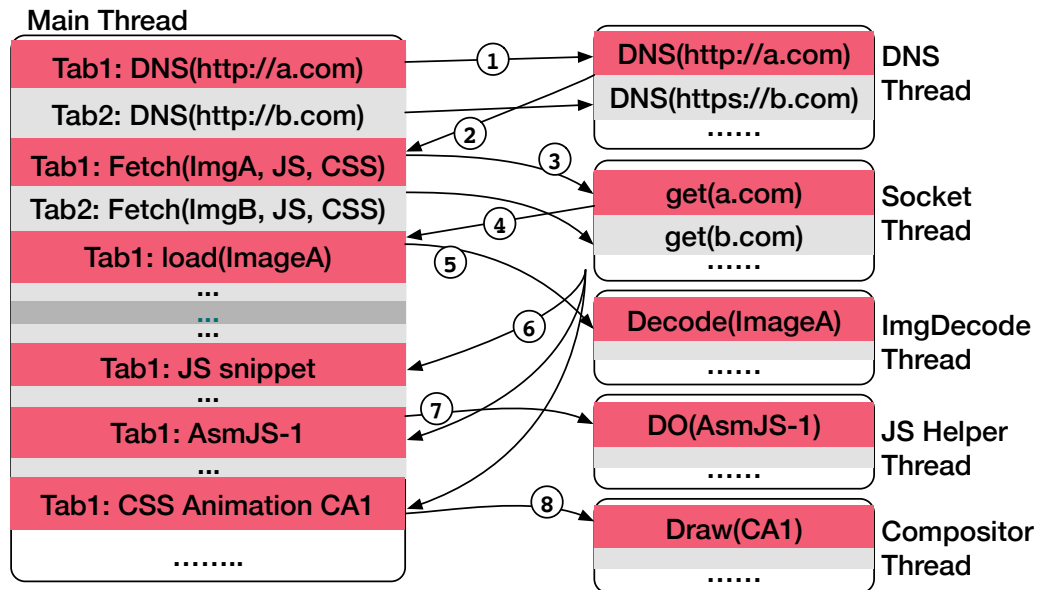 Main Thread
Tab1: DNS(http://a.com)
Tab2: DNS(http://b.com)
Tab1: Fetch(ImgA, JS, CSS)
Tab2: Fetch(ImgB, JS, CSS)
Tab1: load(ImageA)
...
...
...
Tab1: JS snippet
...
Tab1: AsmJS-1
...
Tab1: CSS Animation CA1
........
1
2
3
4
5
6
7
8
DNS(http://a.com)
DNS(https://b.com)
......
DNS
Thread
get(a.com)
get(b.com)
......
Socket
Thread
Decode(ImageA)
......
ImgDecode
Thread
DO(AsmJS-1)
......
JS Helper
Thread
Draw(CA1)
......
Compositor
Thread